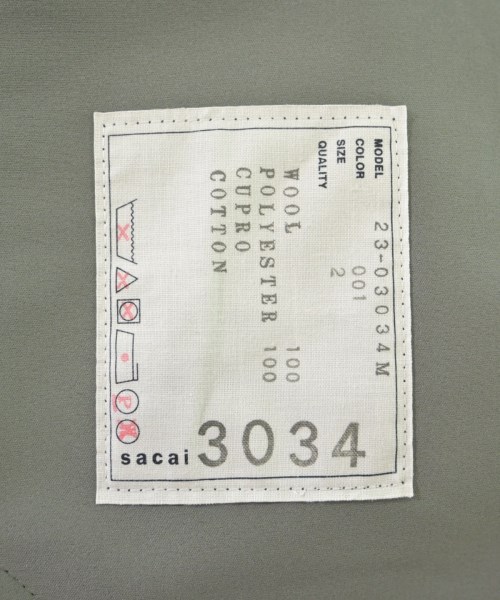 MODEL 23-03034M
COLOR 001
SIZE 2
QUALITY
WOOL 100
POLYESTER 100
CUPRO
COTTON
P
sacai 3034